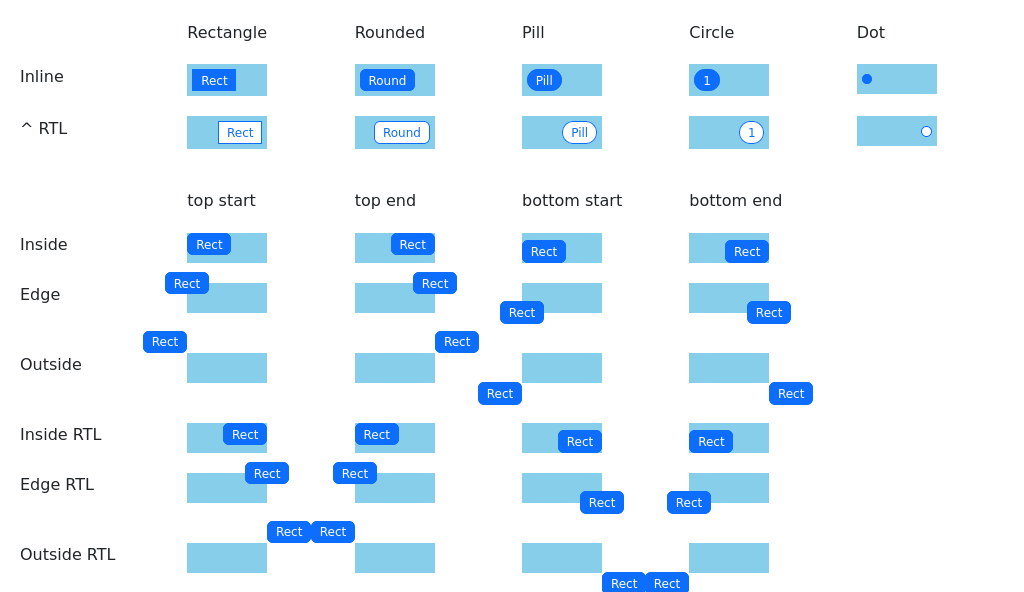 Rectangle Rounded Pill Circle Dot
Inline Rect Round Pill 1
^ RTL Rect Round Pill 1
top start top end bottom start bottom end
Inside Rect Rect Rect Rect
Edge Rect Rect Rect Rect
Outside Rect Rect Rect Rect
Inside RTL Rect Rect Rect Rect
Edge RTL Rect Rect Rect Rect
Outside RTL Rect Rect Rect Rect